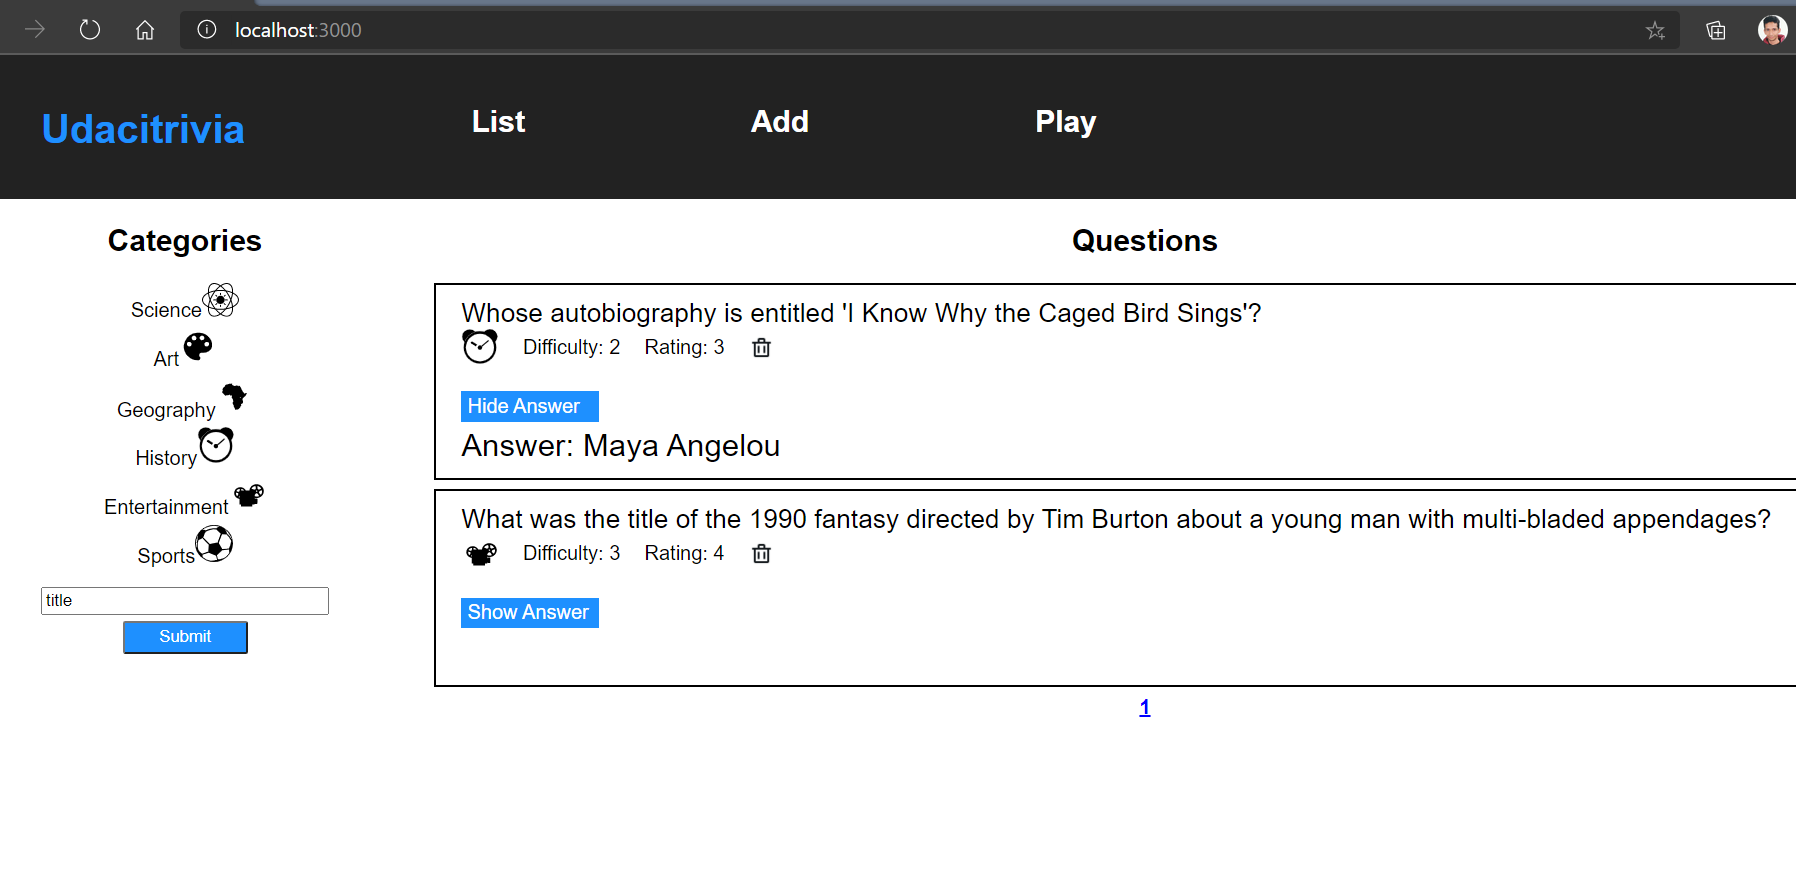 localhost:3000
Udacitrivia
List
Add
Play
Categories
Science
Art
Geography
History
Entertainment
Sports
title
Submit
Questions
Whose autobiography is entitled 'I Know Why the Caged Bird Sings'?
Difficulty: 2 Rating: 3
Hide Answer
Answer: Maya Angelou
What was the title of the 1990 fantasy directed by Tim Burton about a young man with multi-bladed appendages?
Difficulty: 3 Rating: 4
Show Answer
1